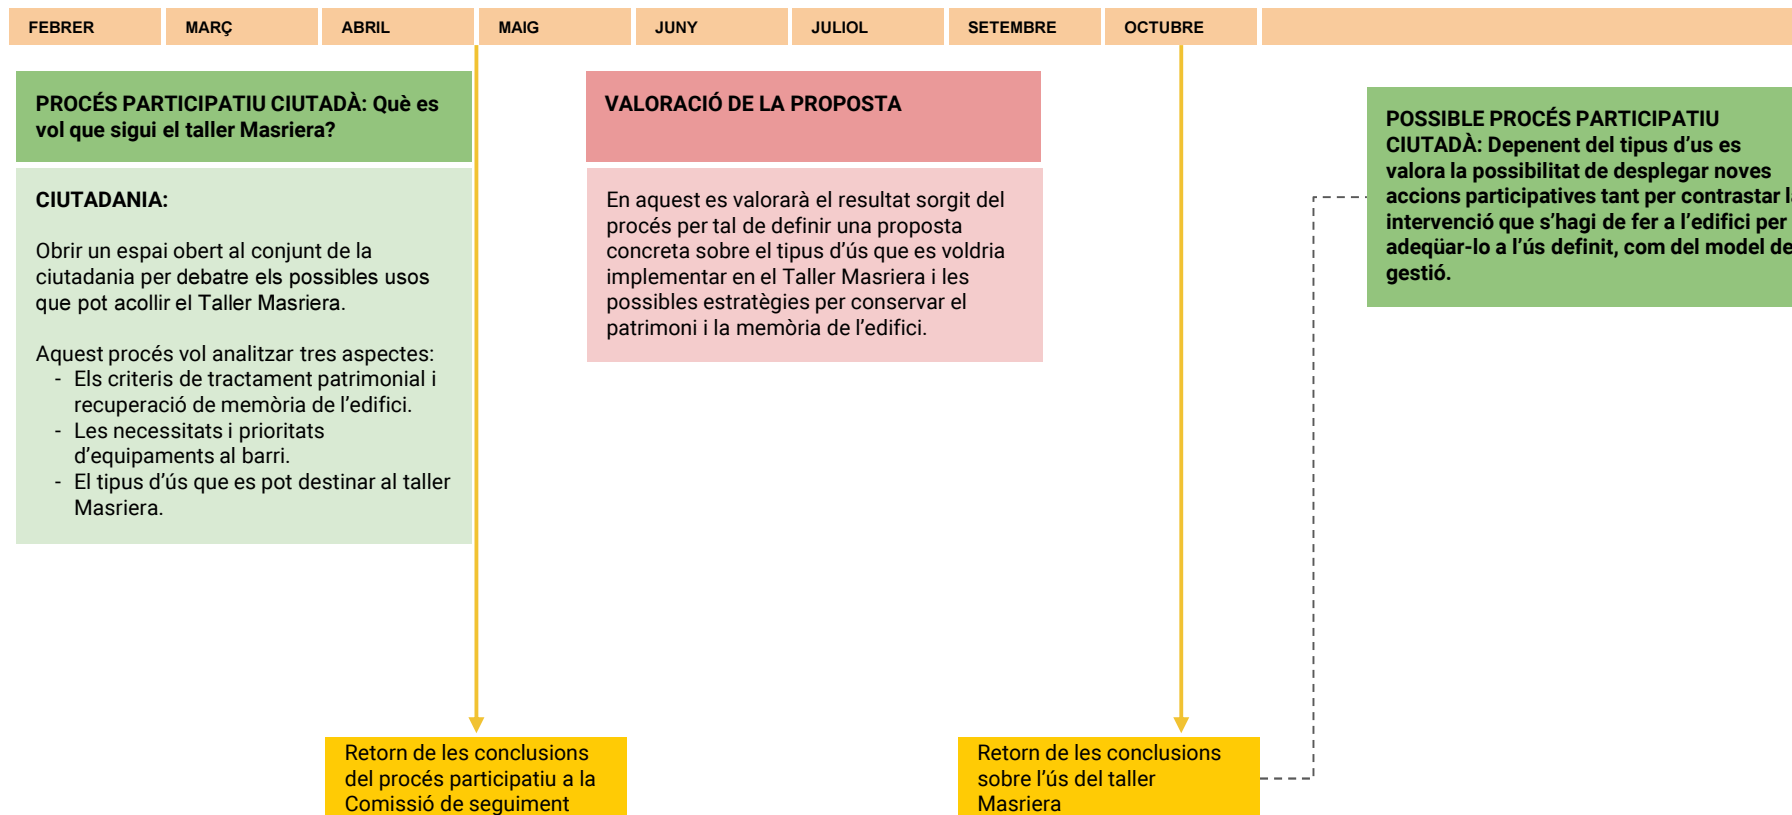 FEBRER
MARÇ
ABRIL
MAIG
JUNY
JULIOL
SETEMBRE
OCTUBRE
PROCÉS PARTICIPATIU CIUTADÀ: Què es
vol que sigui el taller Masriera?
CIUTADANIA:
Obrir un espai obert al conjunt de la
ciutadania per debatre els possibles usos
que pot acollir el Taller Masriera.
Aquest procés vol analitzar tres aspectes:
- Els criteris de tractament patrimonial i
recuperació de memòria de l’edifici.
- Les necessitats i prioritats
d’equipaments al barri.
- El tipus d’ús que es pot destinar al taller
Masriera.
VALORACIÓ DE LA PROPOSTA
En aquest es valorarà el resultat sorgit del
procés per tal de definir una proposta
concreta sobre el tipus d’ús que es voldria
implementar en el Taller Masriera i les
possibles estratègies per conservar el
patrimoni i la memòria de l’edifici.
POSSIBLE PROCÉS PARTICIPATIU
CIUTADÀ: Depenent del tipus d’us es
valora la possibilitat de desplegar noves
accions participatives tant per contrastar
intervenció que s’hagi de fer a l’edifici per
adeqüar-lo a l’ús definit, com del model de
gestió.
Retorn de les conclusions
del procés participatiu a la
Comissió de seguiment
Retorn de les conclusions
sobre l’ús del taller
Masriera